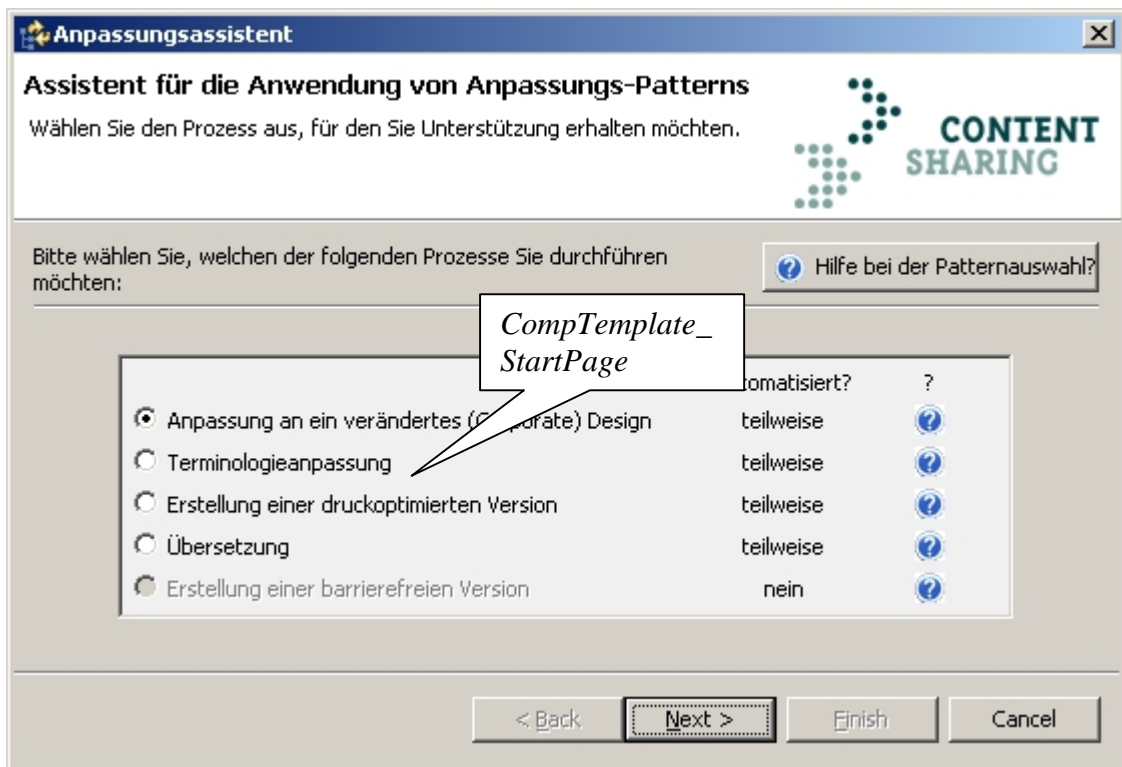 Anpassungsassistent
Assistent für die Anwendung von Anpassungs-Patterns
Wählen Sie den Prozess aus, für den Sie Unterstützung erhalten möchten.
CONTENT
SHARING
Bitte wählen Sie, welchen der folgenden Prozesse Sie durchführen
möchten:
Hilfe bei der Patternauswahl?
CompTemplate_
StartPage
?
Anpassung an ein verändertes Design teilweise
Terminologieanpassung teilweise
Erstellung einer druckoptimierten Version teilweise
Übersetzung teilweise
Erstellung einer barrierefreien Version nein
< Back Next > Finish Cancel